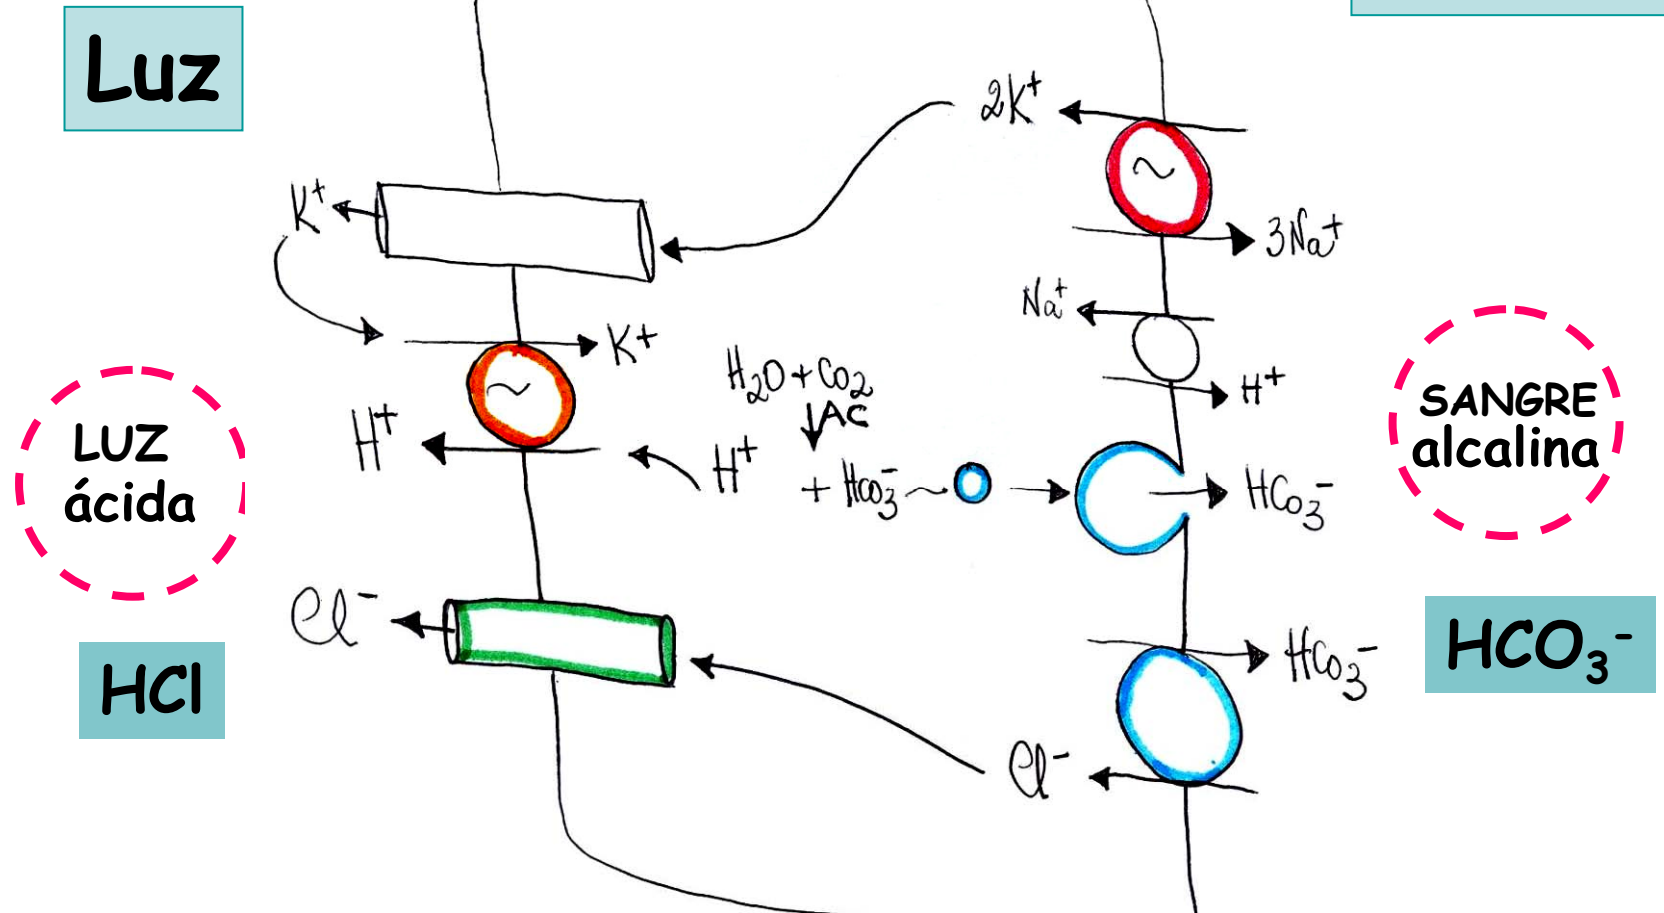 Luz
2K⁺
K⁺
3Na⁺
Na⁺
K⁺
H₂O + CO₂
↓ AC
H⁺
H⁺
H⁺
+ HCO₃⁻
HCO₃⁻
SANGRE
alcalina
LUZ
ácida
Cl⁻
HCl
HCO₃⁻
HCO₃⁻
Cl⁻